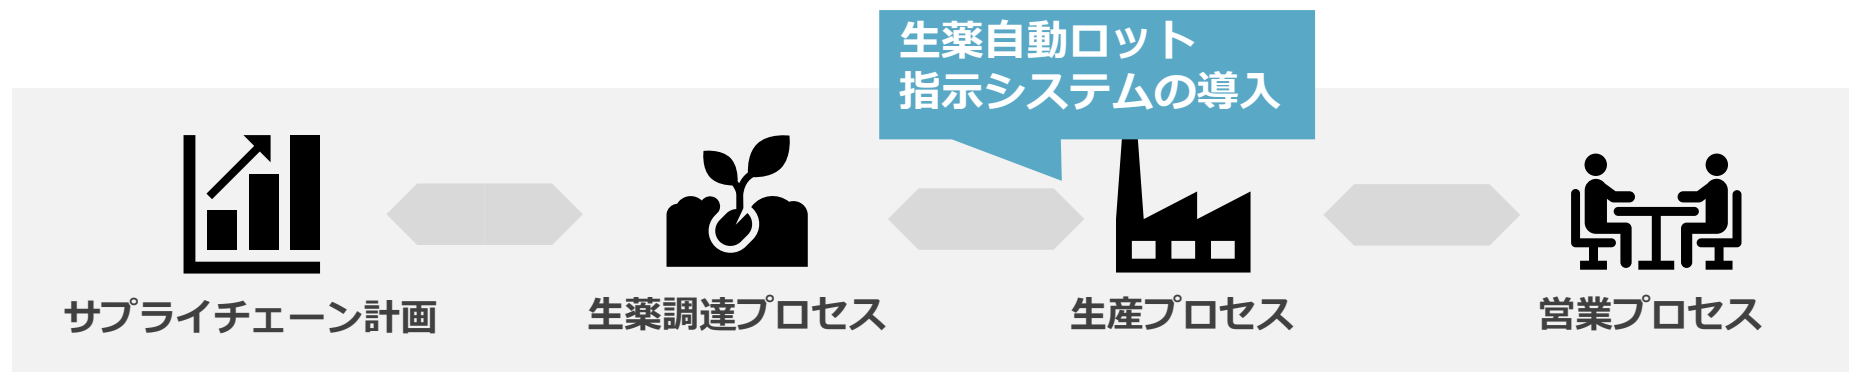 生薬自動ロット
指示システムの導入
サプライチェーン計画
生薬調達プロセス
生産プロセス
営業プロセス